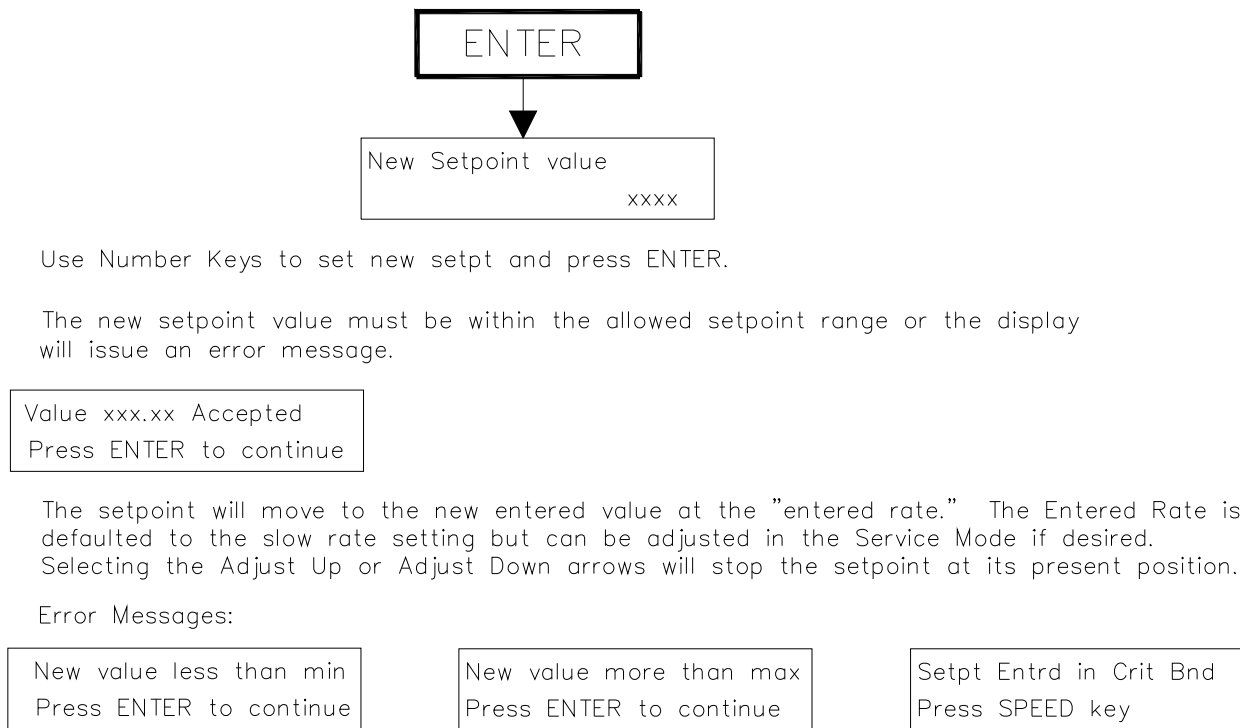 ENTER
New Setpoint value
xxxx
Use Number Keys to set new setpt and press ENTER.
The new setpoint value must be within the allowed setpoint range or the display
will issue an error message.
Value xxx.xx Accepted
Press ENTER to continue
The setpoint will move to the new entered value at the "entered rate." The Entered Rate is
defaulted to the slow rate setting but can be adjusted in the Service Mode if desired.
Selecting the Adjust Up or Adjust Down arrows will stop the setpoint at its present position.
Error Messages:
New value less than min
Press ENTER to continue
New value more than max
Press ENTER to continue
Setpt Entrd in Crit Bnd
Press SPEED key